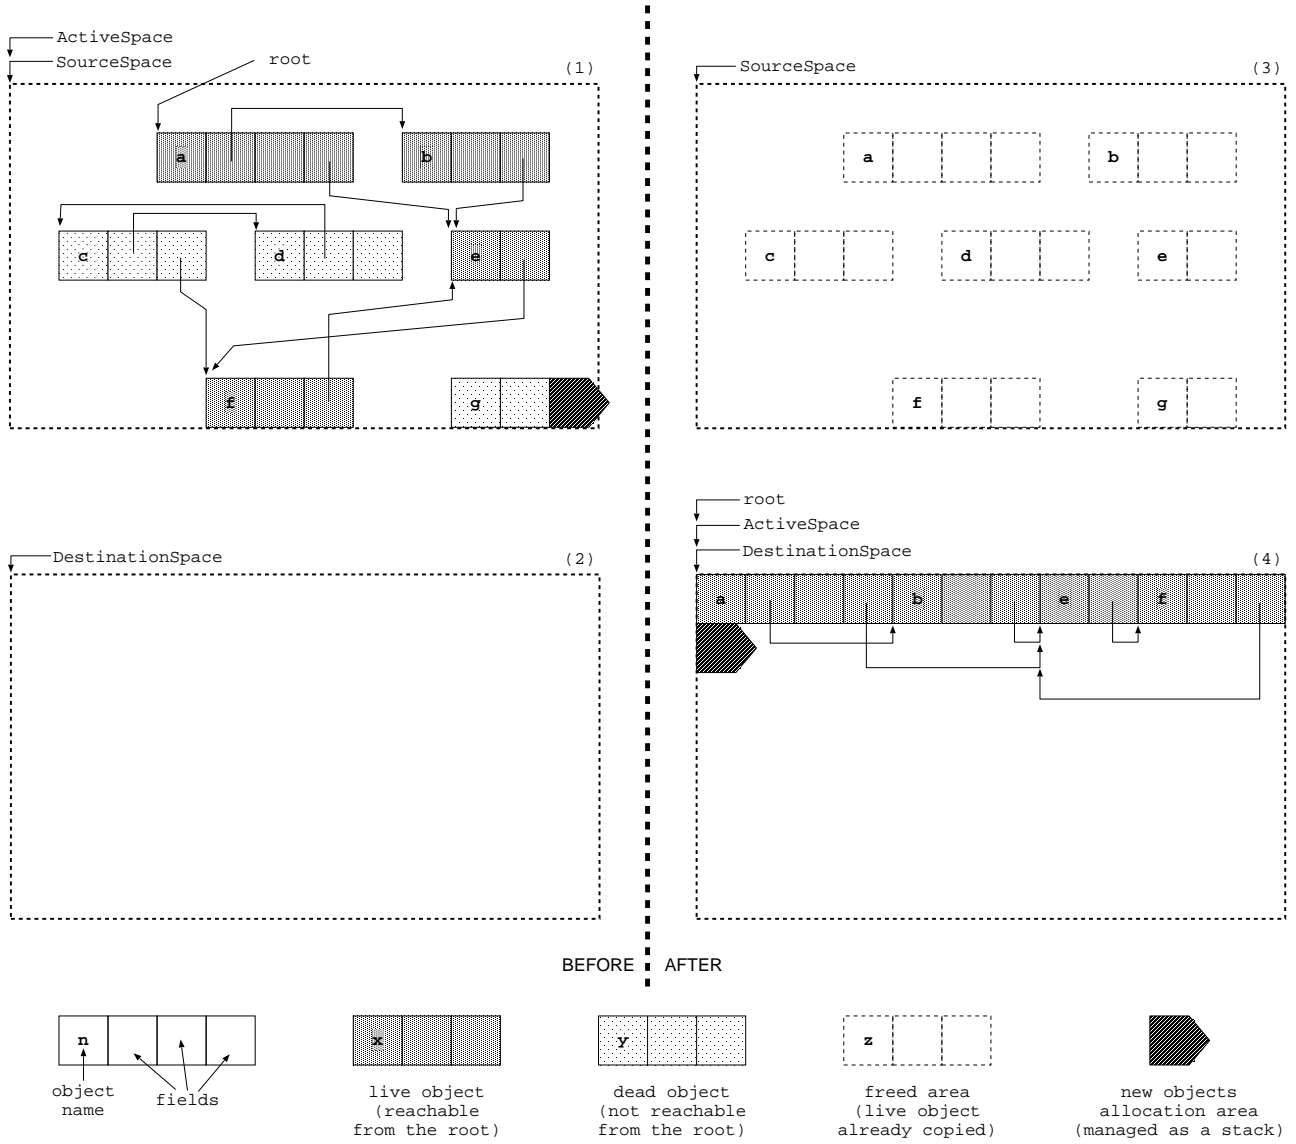 ActiveSpace
SourceSpace
root
(1)
a
b
c
d
e
f
g
SourceSpace
(3)
a
b
c
d
e
f
g
DestinationSpace
(2)
root
ActiveSpace
DestinationSpace
(4)
a
b
e
f
BEFORE
AFTER
n
object
name
fields
x
live object
(reachable
from the root)
y
dead object
(not reachable
from the root)
z
freed area
(live object
already copied)
new objects
allocation area
(managed as a stack)